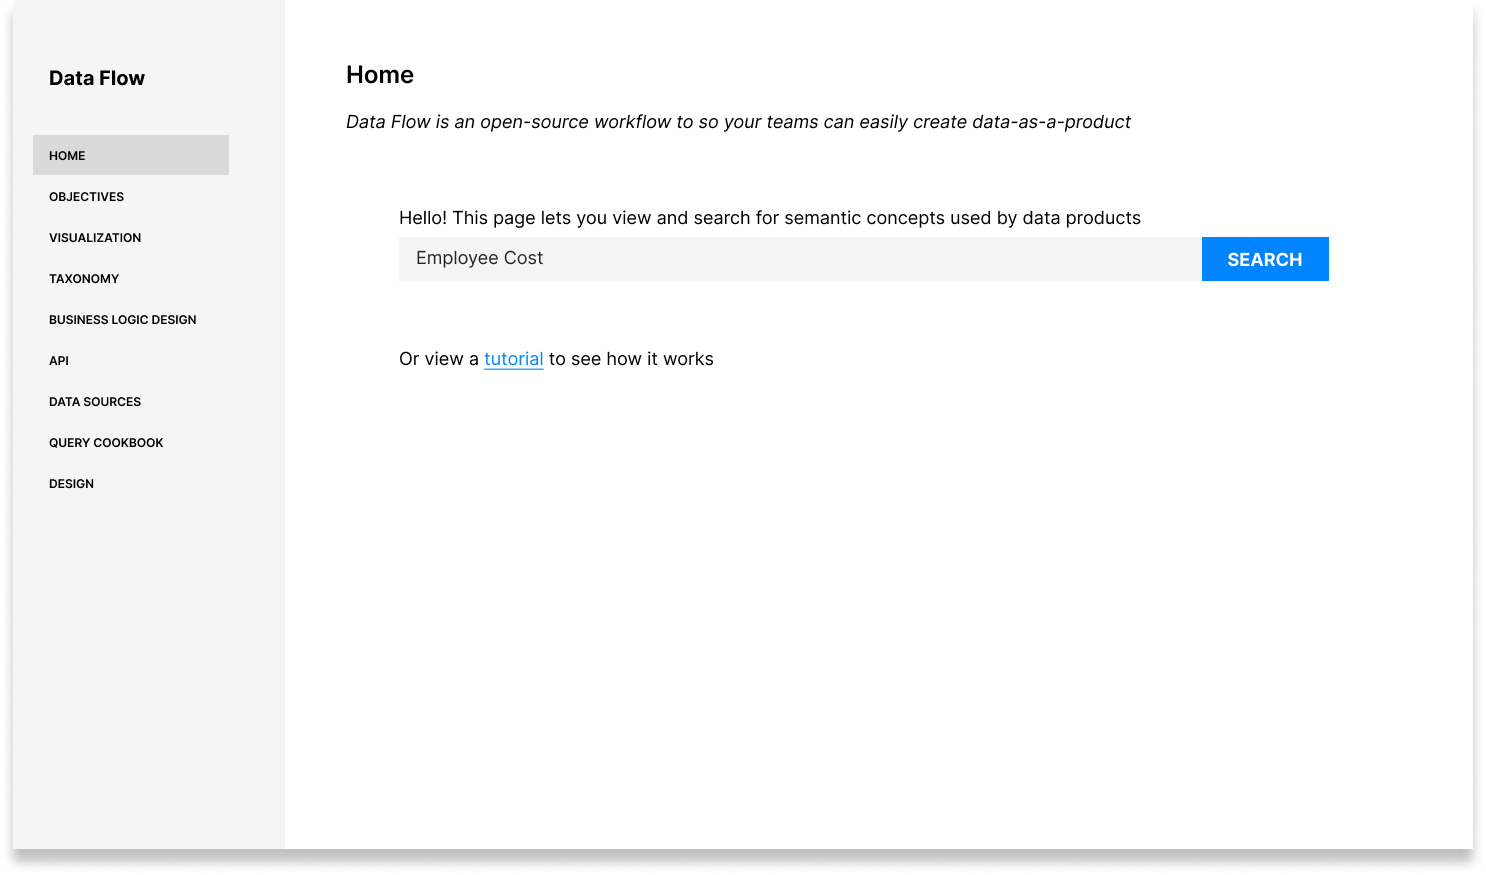 Data Flow
HOME
OBJECTIVES
VISUALIZATION
TAXONOMY
BUSINESS LOGIC DESIGN
API
DATA SOURCES
QUERY COOKBOOK
DESIGN
Home
Data Flow is an open-source workflow to so your teams can easily create data-as-a-product
Hello! This page lets you view and search for semantic concepts used by data products
Employee Cost
SEARCH
Or view a tutorial to see how it works